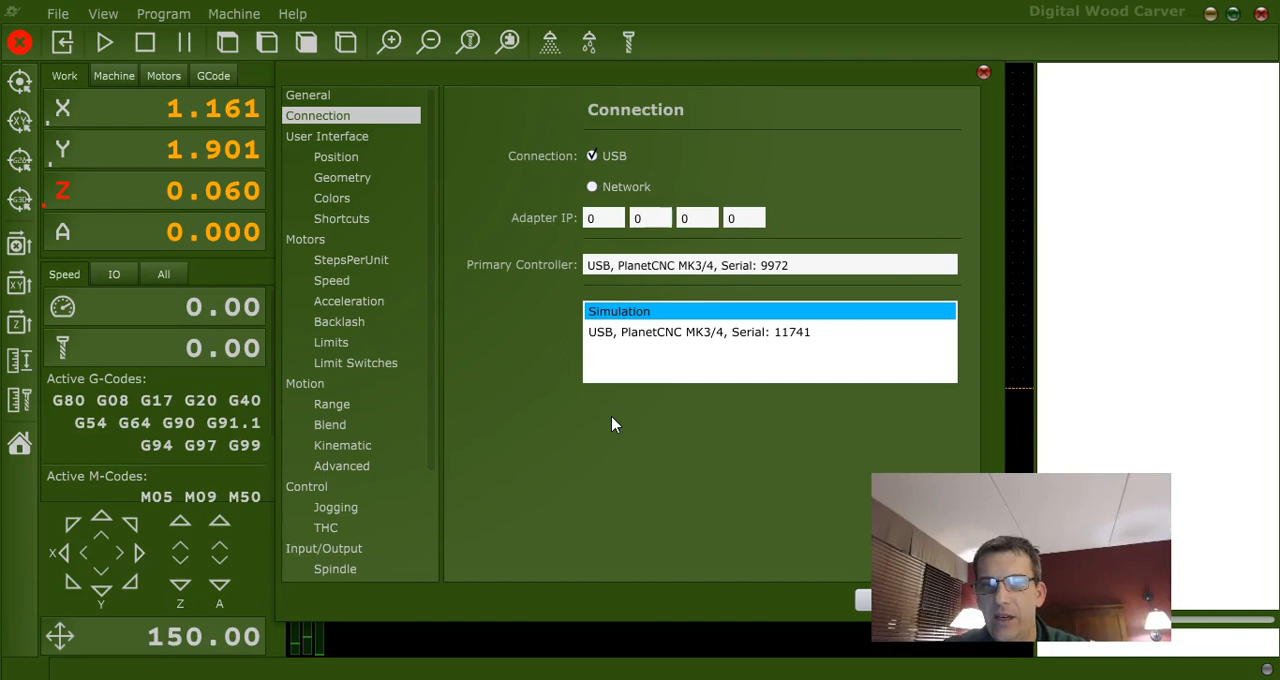 File View Program Machine Help
Digital Wood Carver
Work Machine Motors GCode
X 1.161
Y 1.901
Z 0.060
A 0.000
Speed IO All
0.00
0.00
Active G-Codes:
G80 G08 G17 G20 G40
G54 G64 G90 G91.1
G94 G97 G99
Active M-Codes:
M05 M09 M50
X
Y Z A
150.00
General
Connection
User Interface
Position
Geometry
Colors
Shortcuts
Motors
StepsPerUnit
Speed
Acceleration
Backlash
Limits
Limit Switches
Motion
Range
Blend
Kinematic
Advanced
Control
Jogging
THC
Input/Output
Spindle
Connection
Connection: USB
Network
Adapter IP: 0 0 0 0
Primary Controller: USB, PlanetCNC MK3/4, Serial: 9972
Simulation
USB, PlanetCNC MK3/4, Serial: 11741